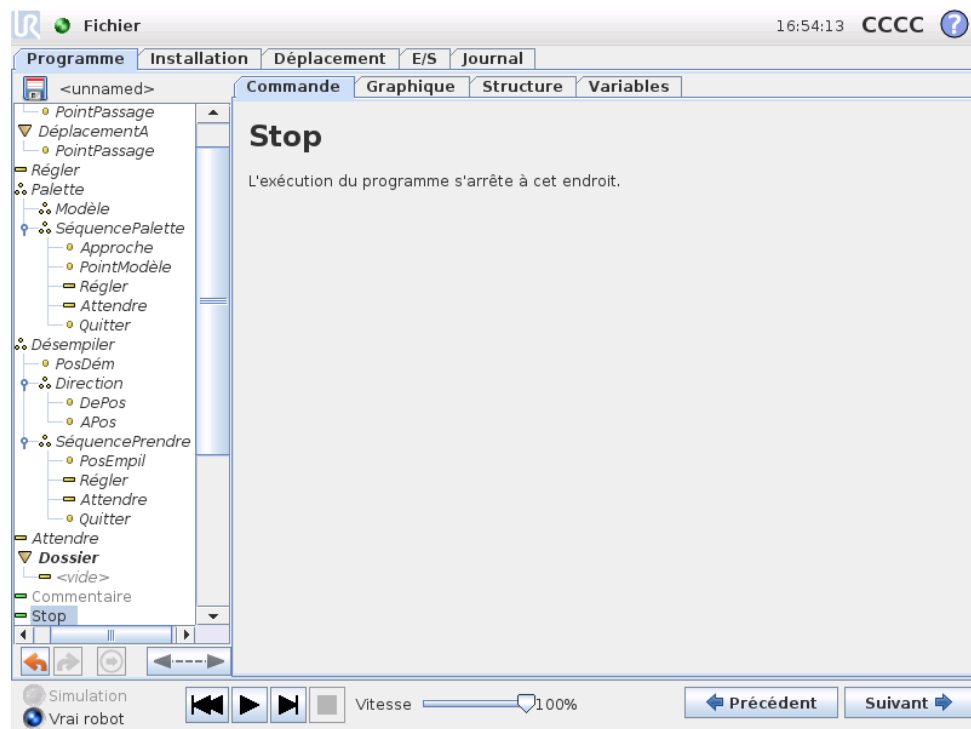 UR Fichier 16:54:13 CCCC ?
Programme Installation Déplacement E/S Journal
<unnamed>
Commande Graphique Structure Variables
PointPassage
DéplacementA
PointPassage
Régler
Palette
Modèle
SéquencePalette
Approche
PointModèle
Régler
Attendre
Quitter
Désempiler
PosDém
Direction
DePos
APos
SéquencePrendre
PosEmpil
Régler
Attendre
Quitter
Attendre
Dossier
<vide>
Commentaire
Stop
Stop
L'exécution du programme s'arrête à cet endroit.
Simulation
Vrai robot
Vitesse 100%
Précédent Suivant